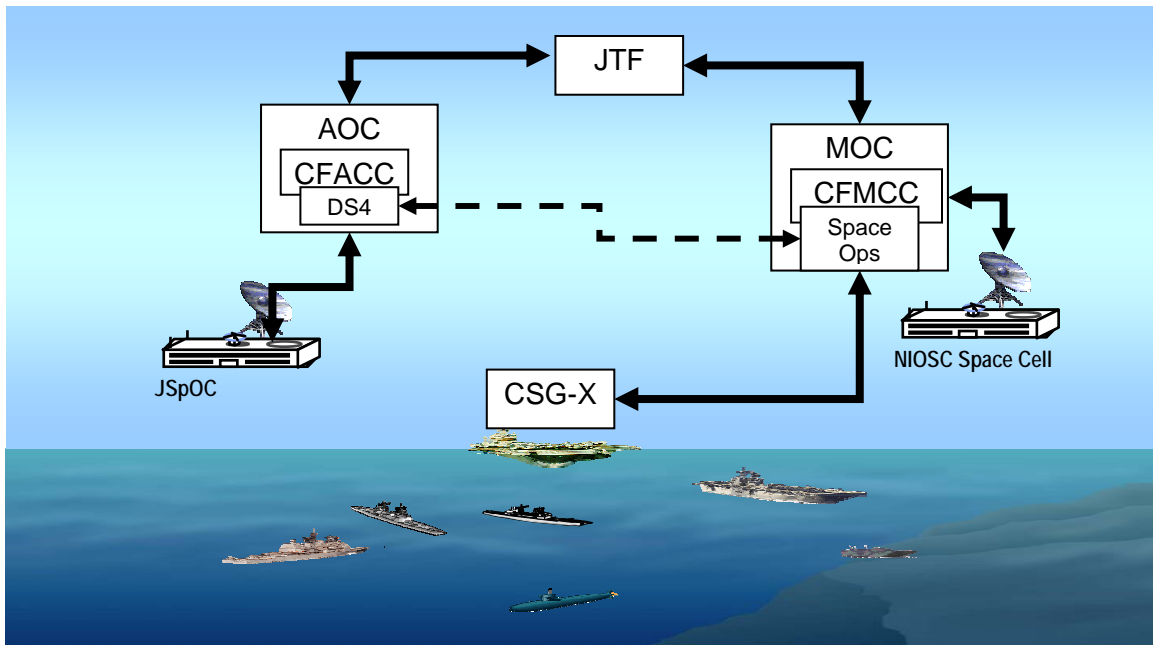 JTF
AOC
CFACC
DS4
MOC
CFMCC
Space
Ops
JSpOC
NIOSC Space Cell
CSG-X